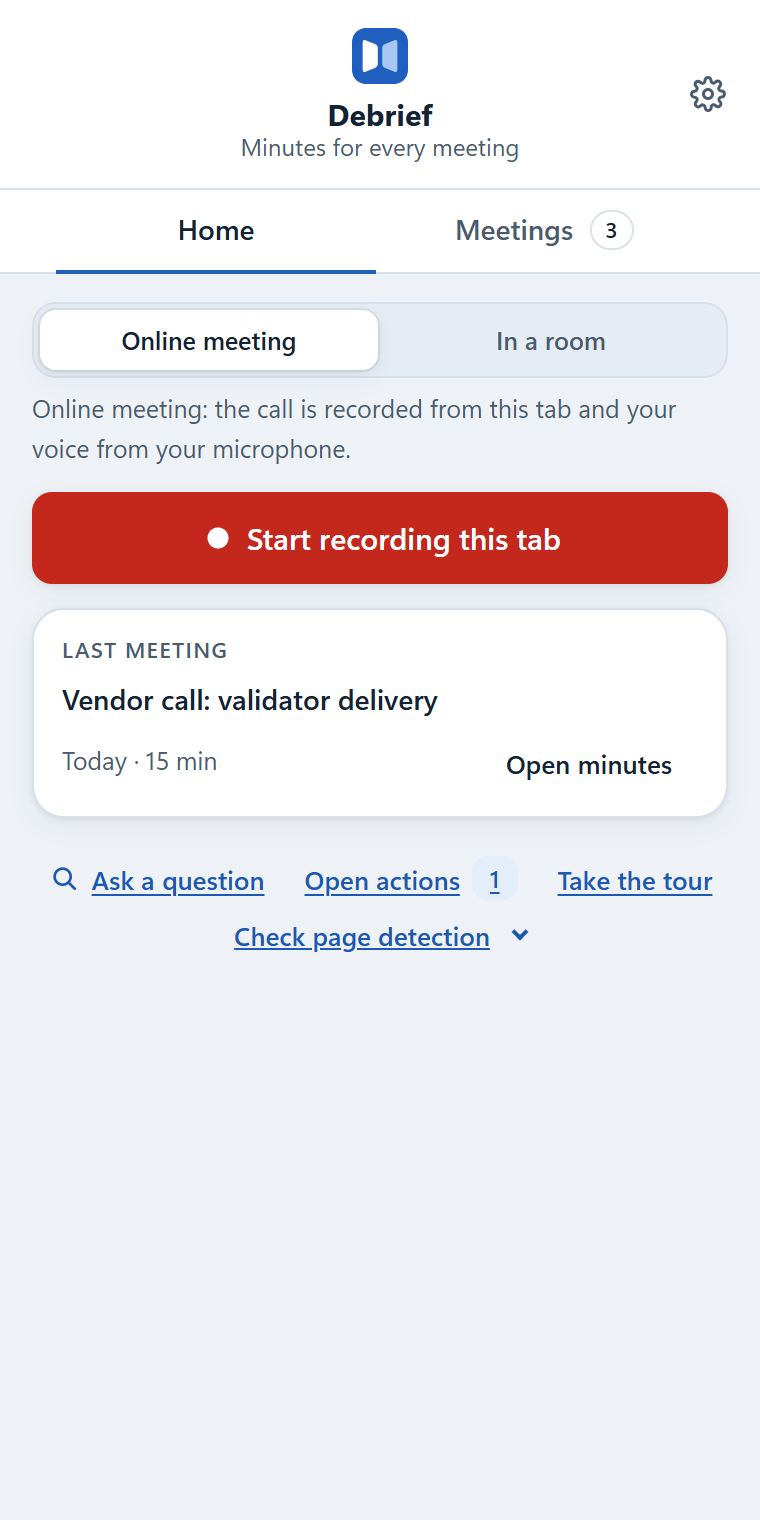 Debrief
Minutes for every meeting
Home
Meetings 3
Online meeting
In a room
Online meeting: the call is recorded from this tab and your
voice from your microphone.
Start recording this tab
LAST MEETING
Vendor call: validator delivery
Today · 15 min
Open minutes
Ask a question
Open actions 1
Take the tour
Check page detection